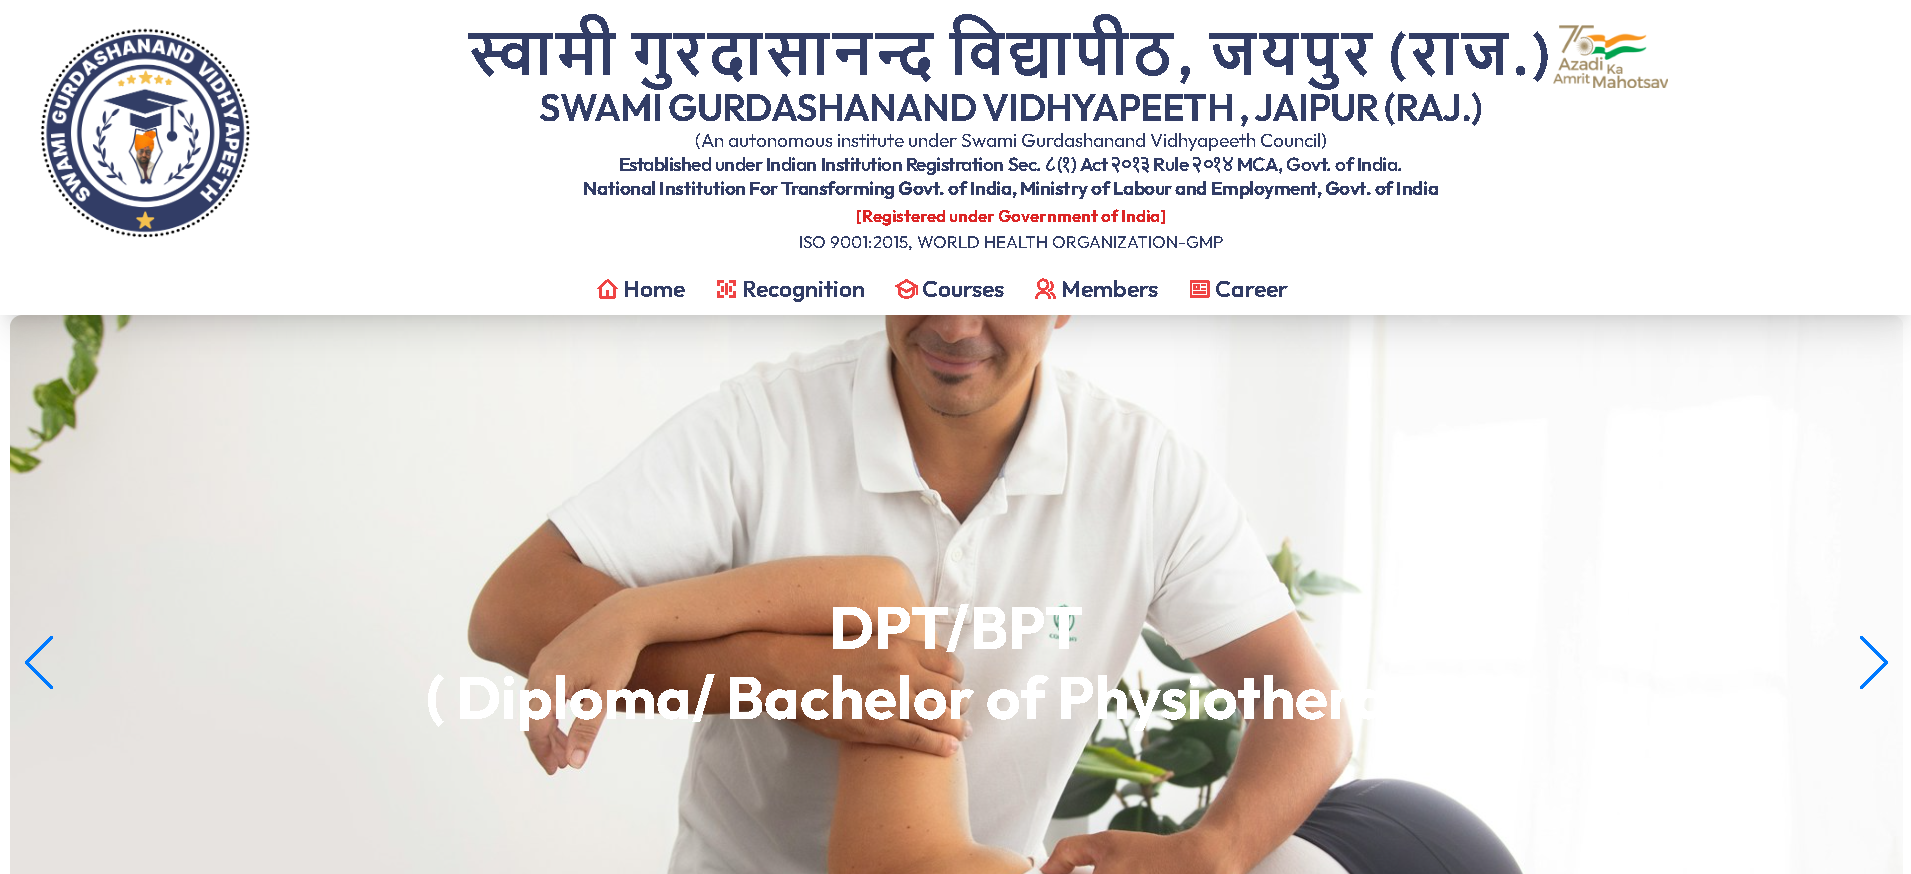 SWAMI GURDASHANAND VIDHYAPEETH
स्वामी गुरदासानन्द विद्यापीठ, जयपुर (राज.)
75
Azadi Ka
Amrit Mahotsav
SWAMI GURDASHANAND VIDHYAPEETH , JAIPUR (RAJ.)
(An autonomous institute under Swami Gurdashanand Vidhyapeeth Council)
Established under Indian Institution Registration Sec. ८(१) Act २०१३ Rule २०१४ MCA, Govt. of India.
National Institution For Transforming Govt. of India, Ministry of Labour and Employment, Govt. of India
[Registered under Government of India]
ISO 9001:2015, WORLD HEALTH ORGANIZATION-GMP
Home Recognition Courses Members Career
DPT/BPT
( Diploma/ Bachelor of Physiother